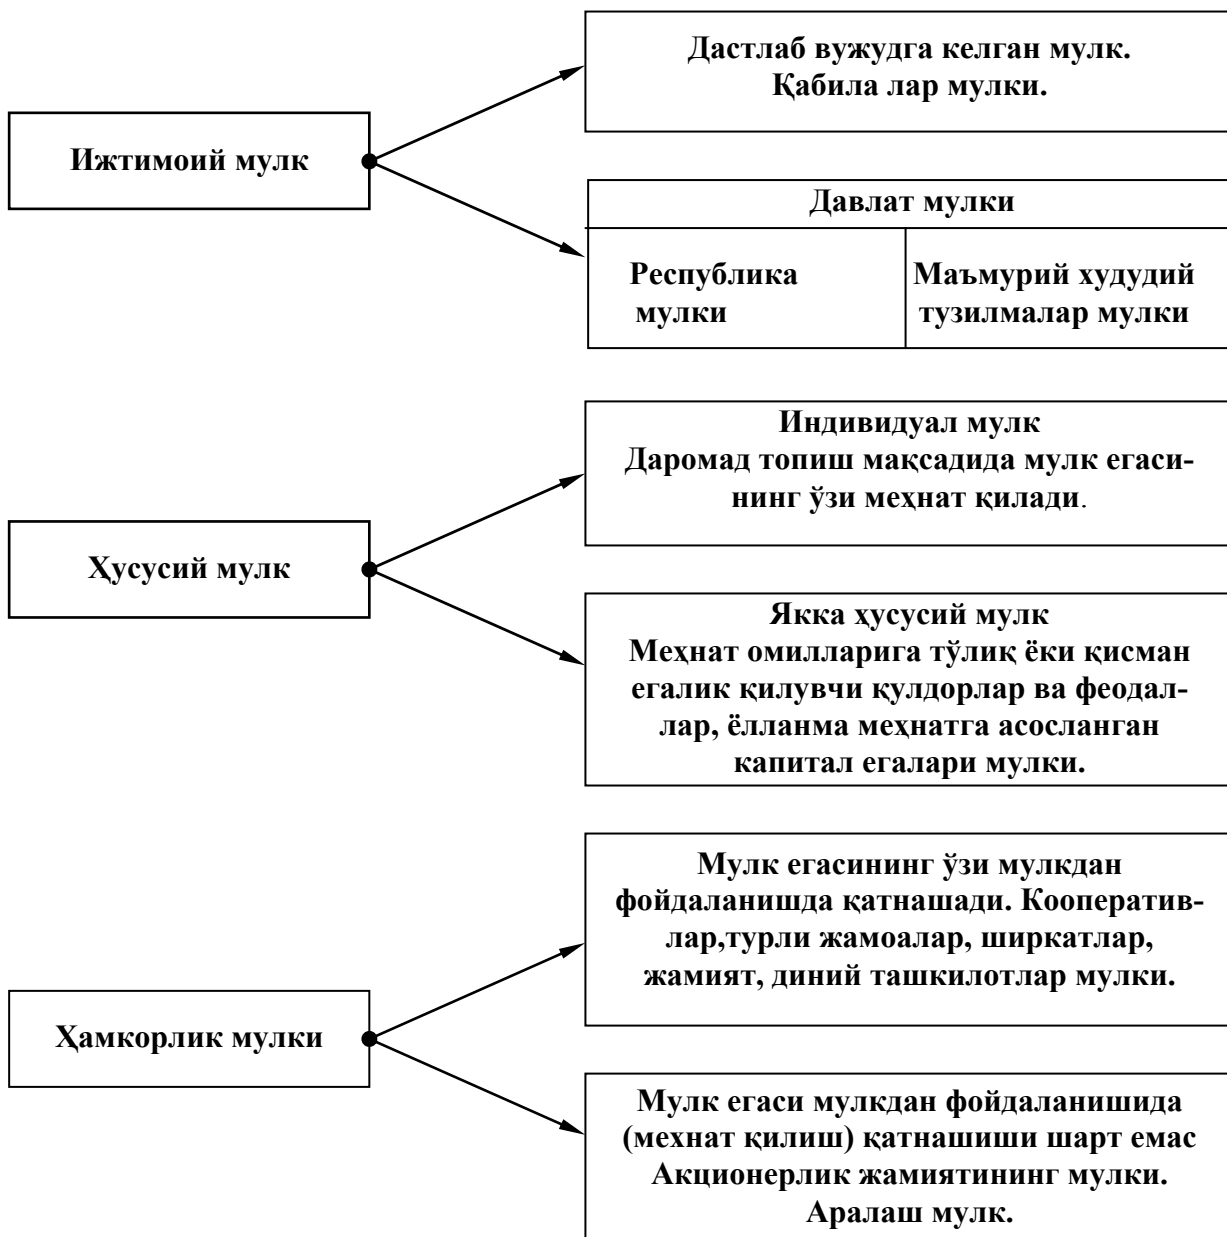 Дастлаб вужудга келган мулк.
Қабила лар мулки.
Ижтимоий мулк
Давлат мулки
Республика
мулки
Маъмурий худудий
тузилмалар мулки
Индивидуал мулк
Даромад топиш мақсадида мулк егаси-
нинг ўзи меҳнат қилади.
Ҳусусий мулк
Якка ҳусусий мулк
Меҳнат омилларига тўлиқ ёки қисман
егалик қилувчи қулдорлар ва феодал-
лар, ёлланма меҳнатга асосланган
капитал егалари мулки.
Мулк егасининг ўзи мулкдан
фойдаланишда қатнашади. Кооператив-
лар,турли жамоалар, ширкатлар,
жамият, диний ташкилотлар мулки.
Ҳамкорлик мулки
Мулк егаси мулкдан фойдаланишида
(мехнат қилиш) қатнашиши шарт емас
Акционерлик жамиятининг мулки.
Аралаш мулк.